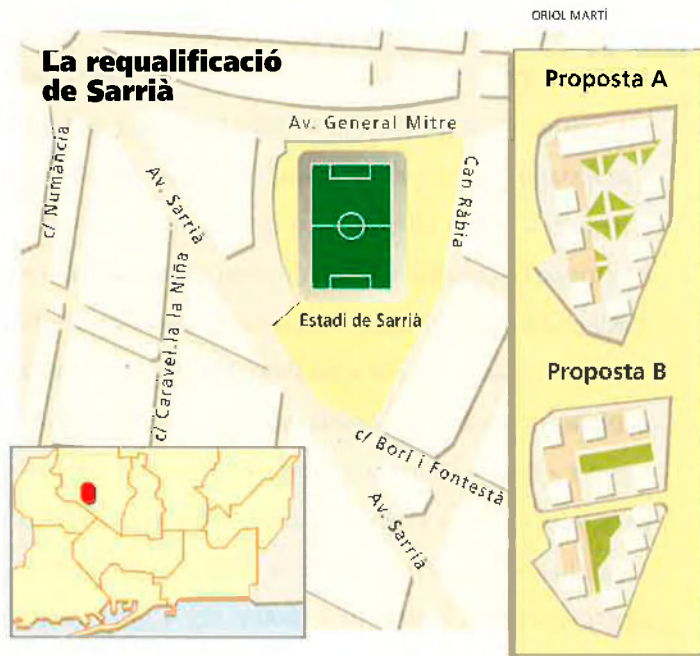 ORIOL MARTÍ
La requalificació
de Sarrià
Av. General Mitre
c/ Numància
Av. Sarrià
Can Ràbia
c/ Caravel.la la Niña
Estadi de Sarrià
c/ Borí i Fontestà
Av. Sarrià
Proposta A
Proposta B